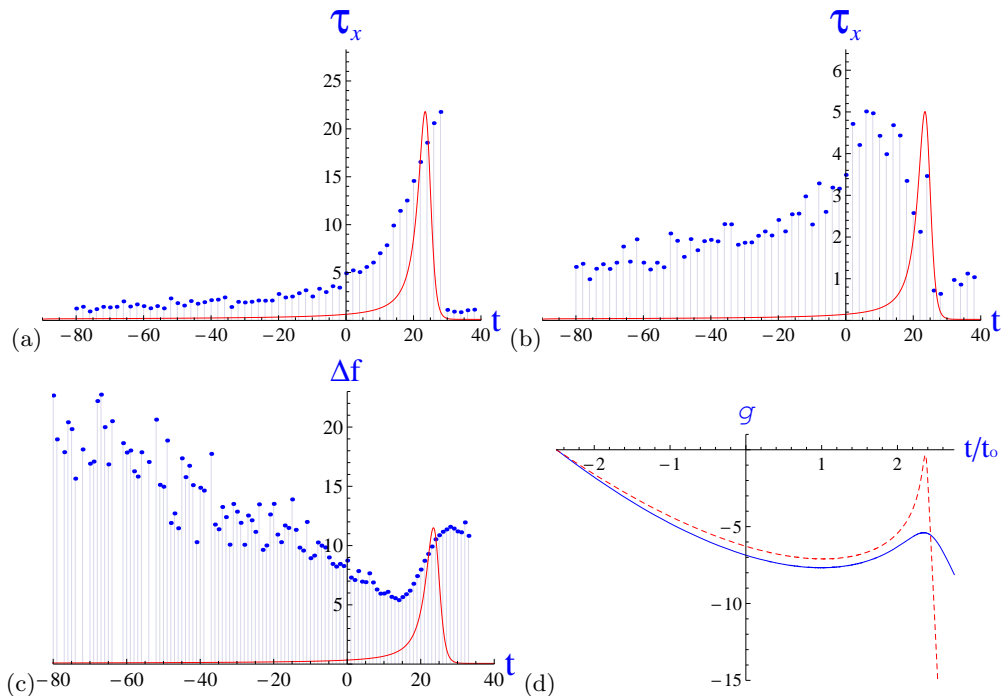 τx τx
25 6
20 5
15 4
10 3
5 2
1
(a) −80 −60 −40 −20 0 20 40 t (b) −80 −60 −40 −20 0 20 40 t
Δf
20 g
15 −2 −1 1 2 t/to
10 −5
5 −10
−15
(c) −80 −60 −40 −20 0 20 40 t (d)